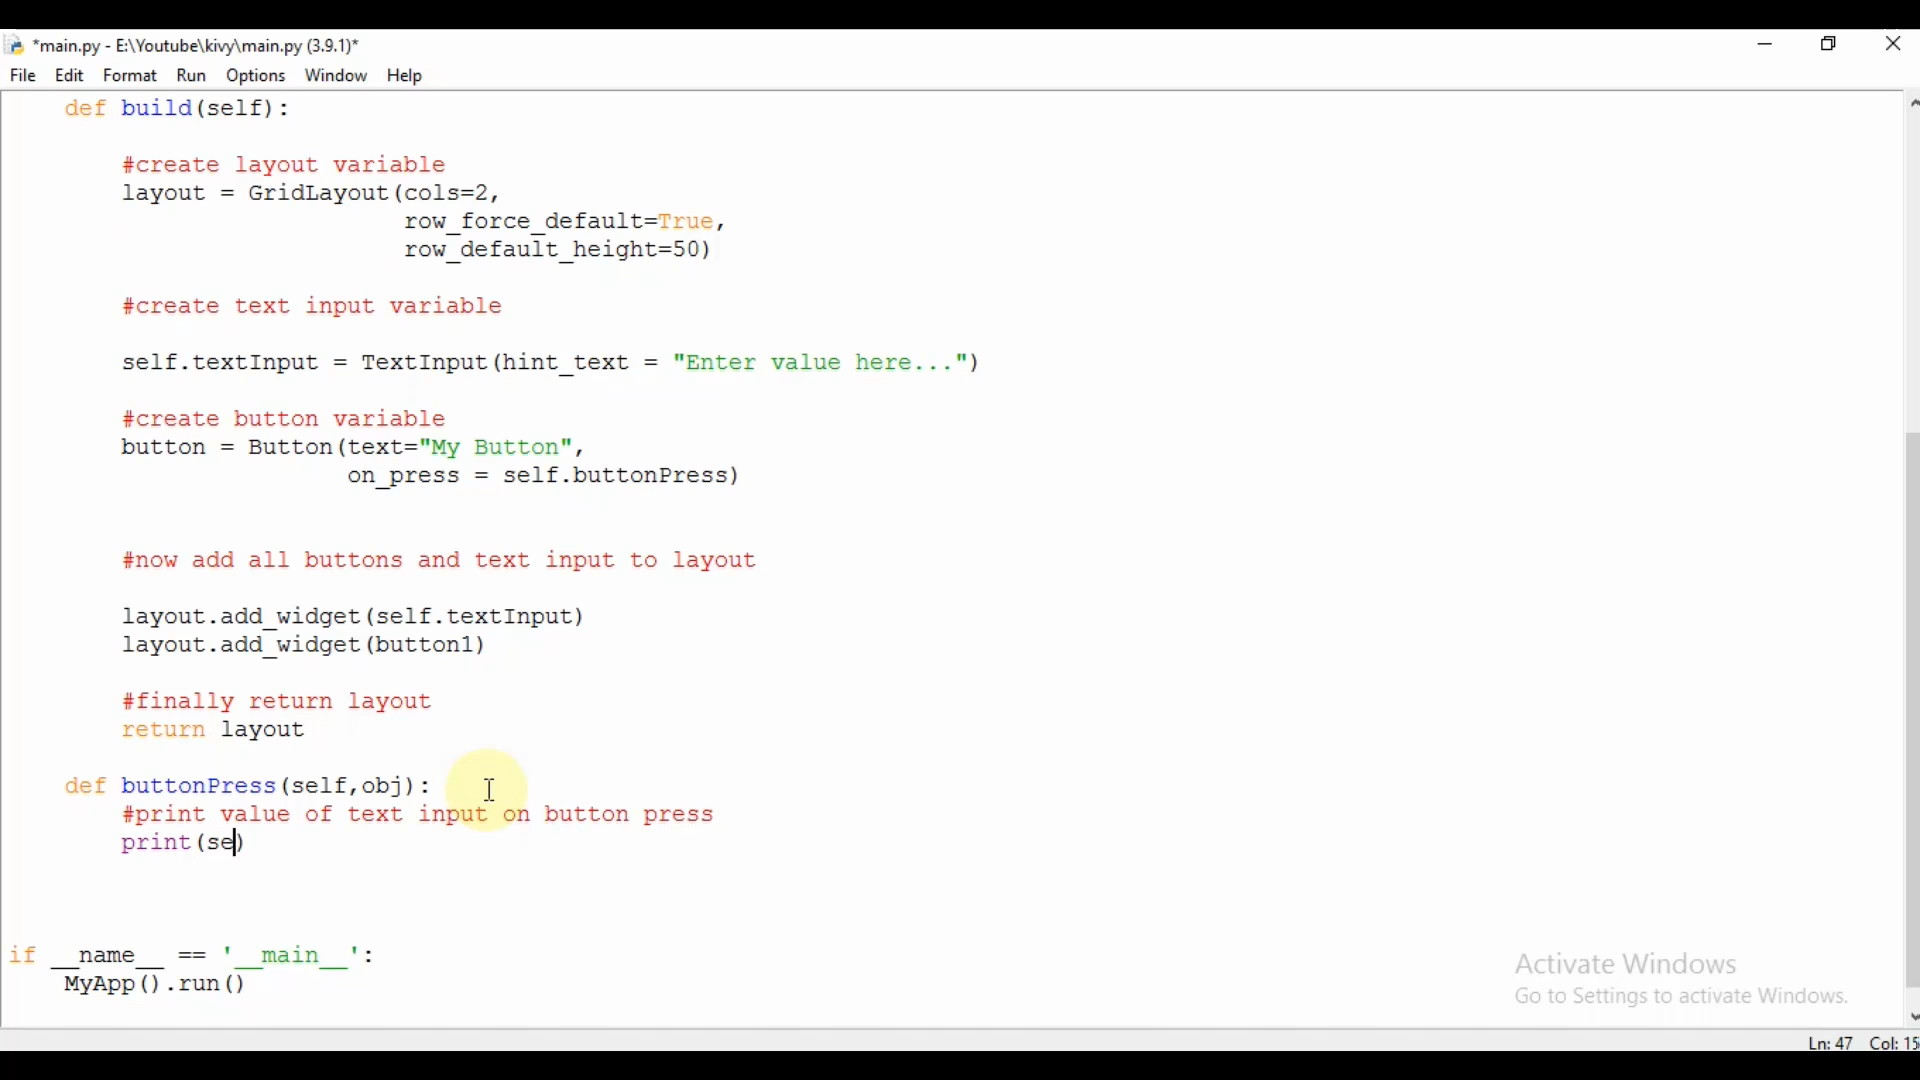 *main.py - E:\Youtube\kivy\main.py (3.9.1)*
File Edit Format Run Options Window Help
def build(self):
#create layout variable
layout = GridLayout(cols=2,
row_force_default=True,
row_default_height=50)
#create text input variable
self.textInput = TextInput(hint_text = "Enter value here...")
#create button variable
button = Button(text="My Button",
on_press = self.buttonPress)
#now add all buttons and text input to layout
layout.add_widget(self.textInput)
layout.add_widget(button1)
#finally return layout
return layout
def buttonPress(self,obj):
#print value of text input on button press
print(se)
if __name__ == '__main__':
MyApp().run()
Activate Windows
Go to Settings to activate Windows.
Ln: 47 Col: 15